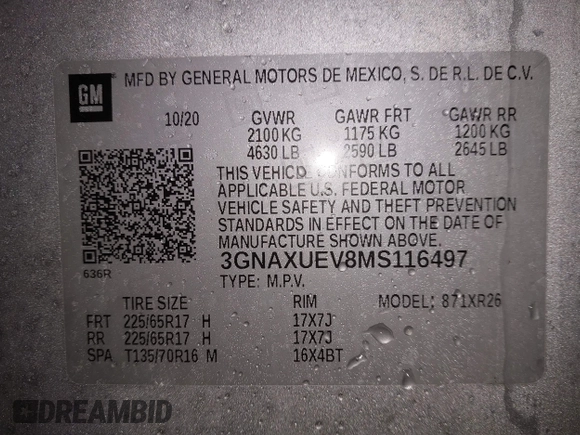 GM
MFD BY GENERAL MOTORS DE MEXICO, S. DE R.L. DE C.V.
10/20 GVWR GAWR FRT GAWR RR
2100 KG 1175 KG 1200 KG
4630 LB 2590 LB 2645 LB
THIS VEHICLE CONFORMS TO ALL
APPLICABLE U.S. FEDERAL MOTOR
VEHICLE SAFETY AND THEFT PREVENTION
STANDARDS IN EFFECT ON THE DATE OF
MANUFACTURE SHOWN ABOVE.
636R
3GNAXUEV8MS116497
TYPE: M.P.V.
TIRE SIZE RIM MODEL: 871XR26
FRT 225/65R17 H 17X7J
RR 225/65R17 H 17X7J
SPA T135/70R16 M 16X4BT
DREAMBID